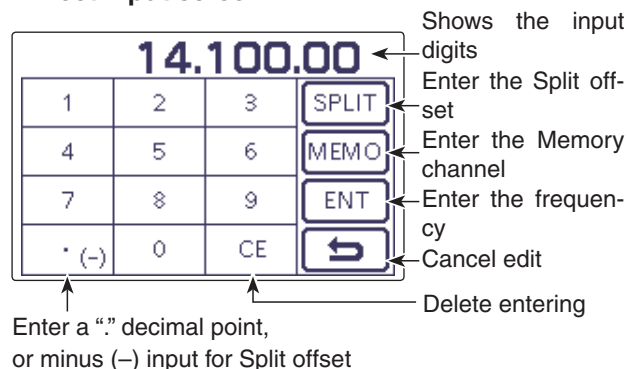 14.100.00
1 2 3 SPLIT
4 5 6 MEMO
7 8 9 ENT
· (–) 0 CE
Shows the input
digits
Enter the Split off-
set
Enter the Memory
channel
Enter the frequen-
cy
Cancel edit
Delete entering
Enter a “.” decimal point,
or minus (–) input for Split offset